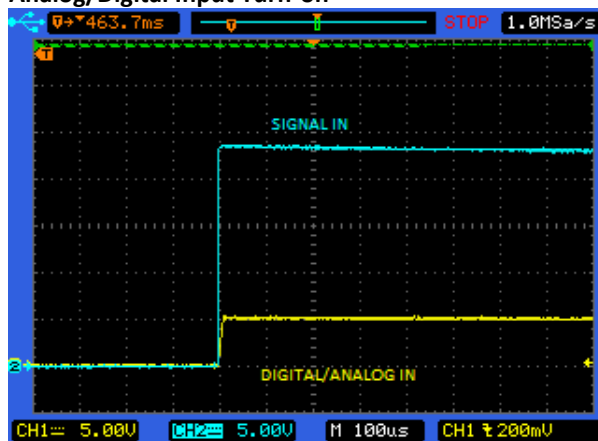 Analog/Digital Input Turn-on
463.7ms STOP 1.0MSa/s
T
SIGNAL IN
2
DIGITAL/ANALOG IN
CH1 5.00V CH2 5.00V M 100us CH1 200mV